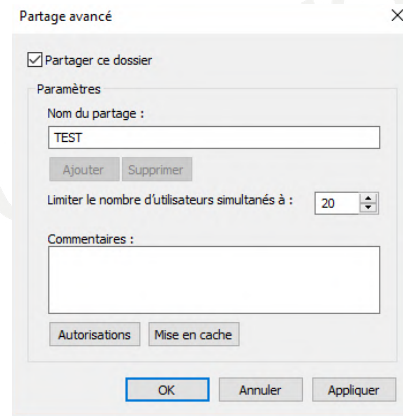 Partage avancé
Partager ce dossier
Paramètres
Nom du partage :
TEST
Ajouter Supprimer
Limiter le nombre d'utilisateurs simultanés à : 20
Commentaires :
Autorisations Mise en cache
OK Annuler Appliquer